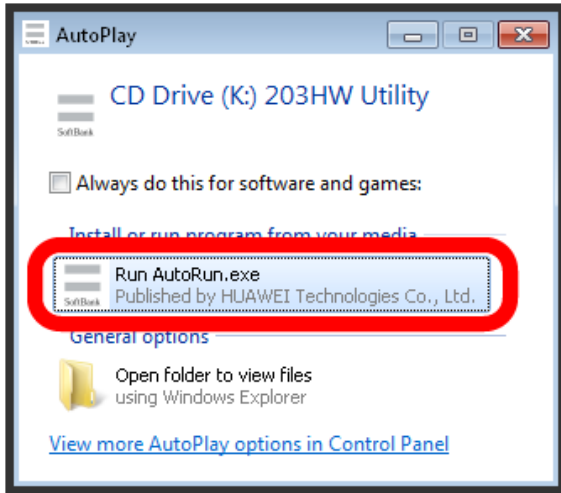 AutoPlay
CD Drive (K:) 203HW Utility
SoftBank
Always do this for software and games:
Install or run program from your media
Run AutoRun.exe
SoftBank
Published by HUAWEI Technologies Co., Ltd.
General options
Open folder to view files
using Windows Explorer
View more AutoPlay options in Control Panel